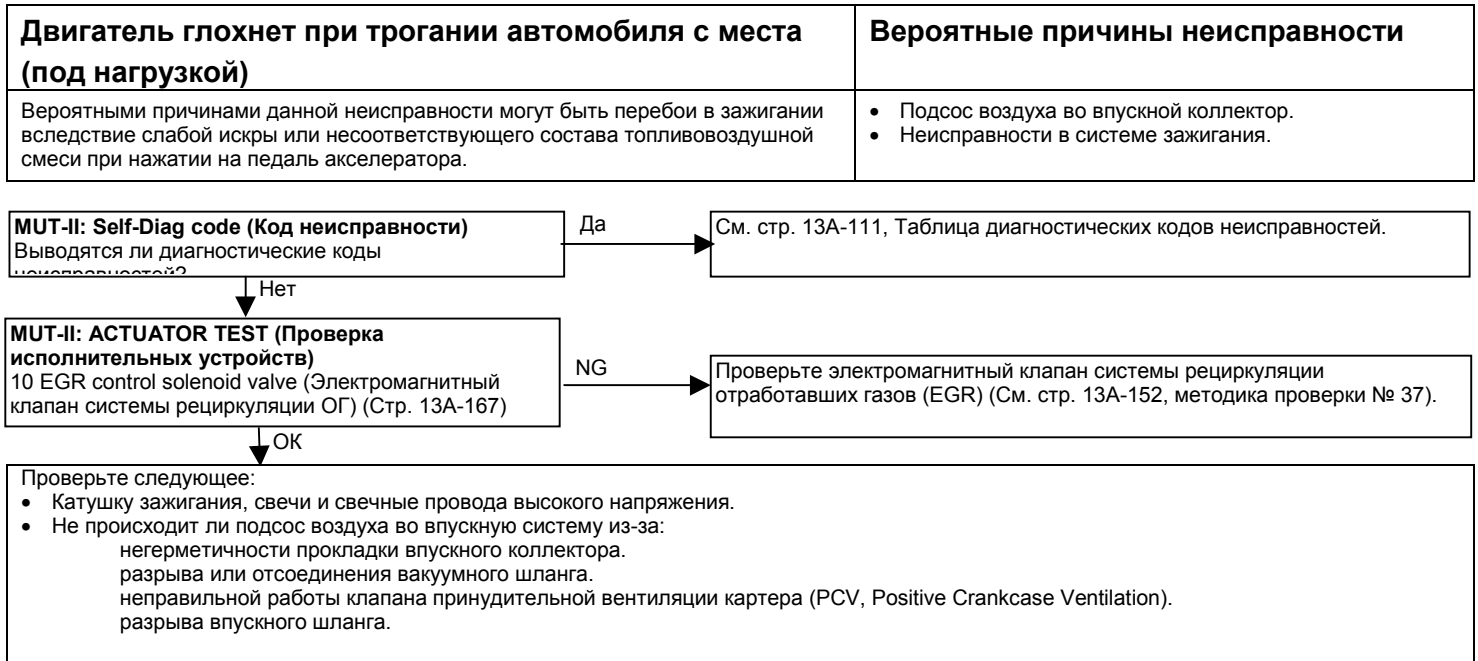 Двигатель глохнет при трогании автомобиля с места
(под нагрузкой)
Вероятные причины неисправности
Вероятными причинами данной неисправности могут быть перебои в зажигании
вследствие слабой искры или несоответствующего состава топливовоздушной
смеси при нажатии на педаль акселератора.
• Подсос воздуха во впускной коллектор.
• Неисправности в системе зажигания.
MUT-II: Self-Diag code (Код неисправности)
Выводятся ли диагностические коды
неисправностей?
Да
См. стр. 13А-111, Таблица диагностических кодов неисправностей.
Нет
MUT-II: ACTUATOR TEST (Проверка
исполнительных устройств)
10 EGR control solenoid valve (Электромагнитный
клапан системы рециркуляции ОГ) (Стр. 13А-167)
NG
Проверьте электромагнитный клапан системы рециркуляции
отработавших газов (EGR) (См. стр. 13А-152, методика проверки № 37).
ОК
Проверьте следующее:
• Катушку зажигания, свечи и свечные провода высокого напряжения.
• Не происходит ли подсос воздуха во впускную систему из-за:
негерметичности прокладки впускного коллектора.
разрыва или отсоединения вакуумного шланга.
неправильной работы клапана принудительной вентиляции картера (PCV, Positive Crankcase Ventilation).
разрыва впускного шланга.